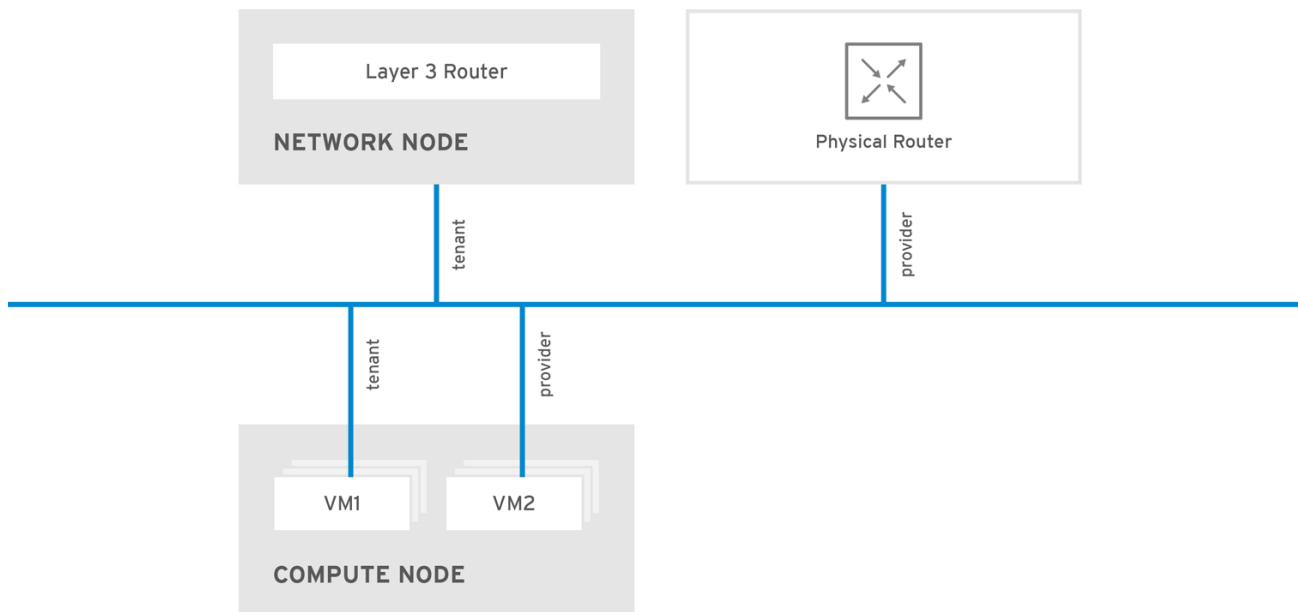 Layer 3 Router
NETWORK NODE
Physical Router
tenant
provider
tenant
provider
VM1
VM2
COMPUTE NODE